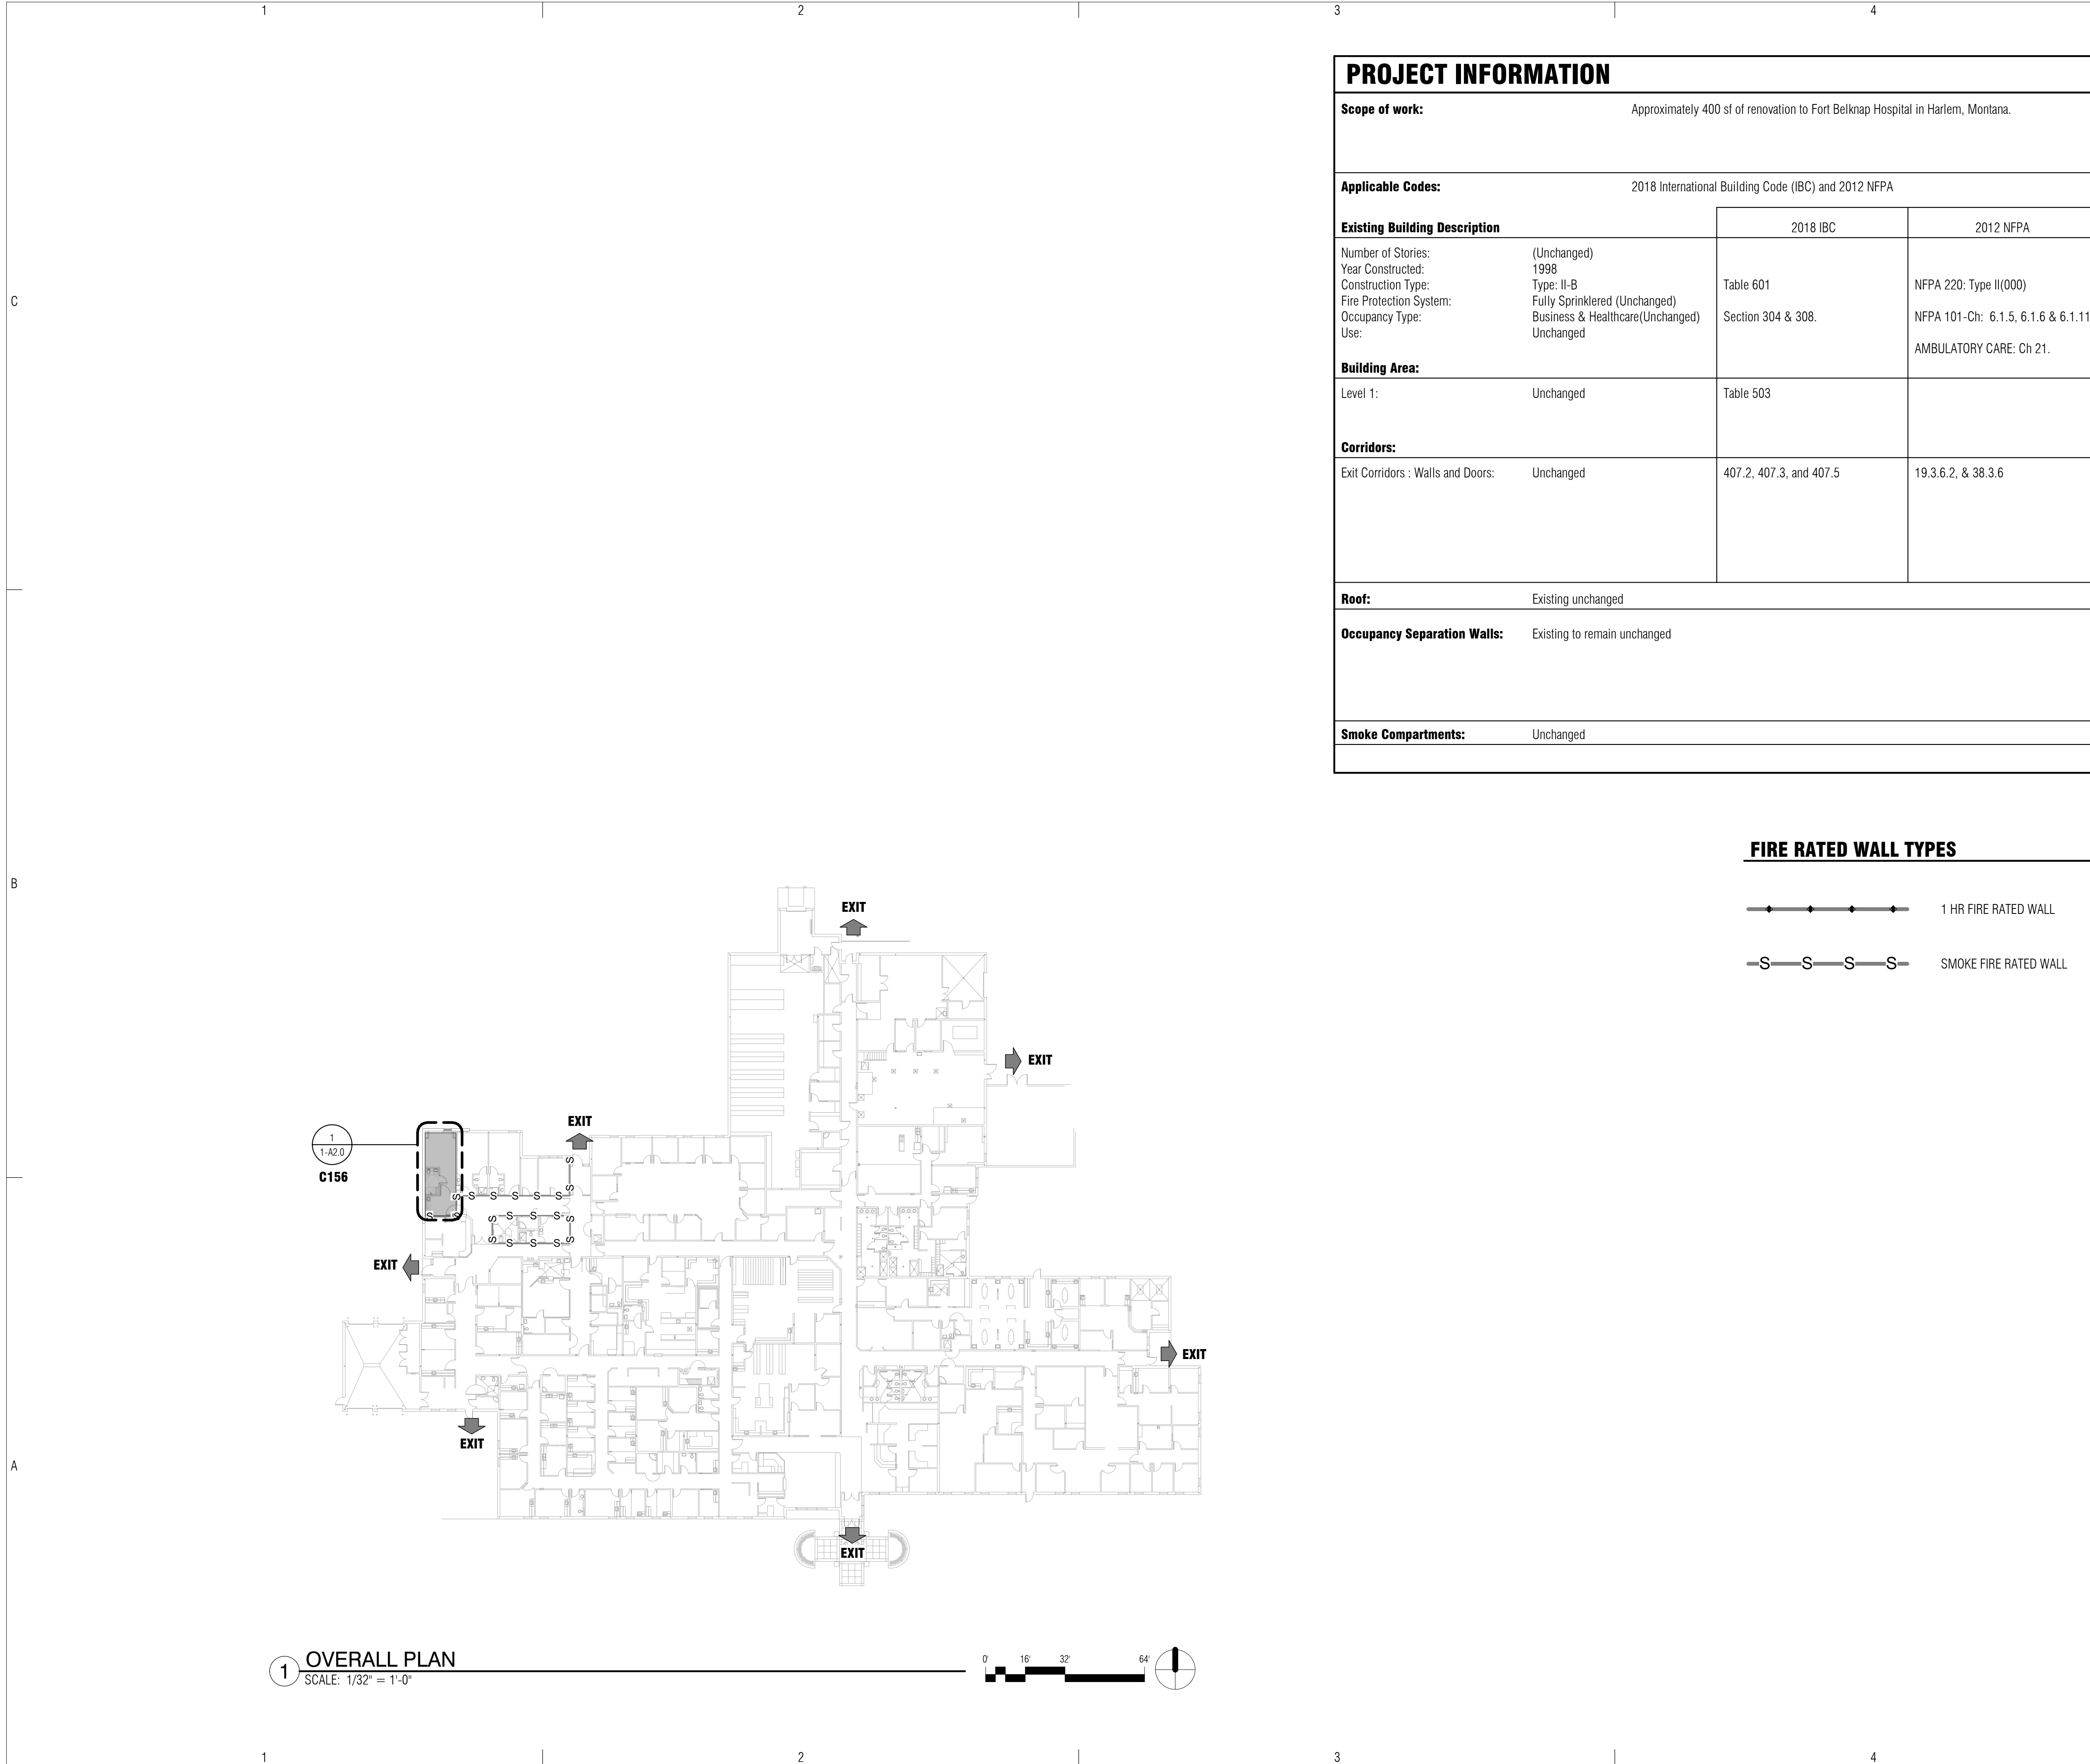 1 2 3 4
PROJECT INFORMATION
Scope of work: Approximately 400 sf of renovation to Fort Belknap Hospital in Harlem, Montana.
Applicable Codes: 2018 International Building Code (IBC) and 2012 NFPA
Existing Building Description 2018 IBC 2012 NFPA
Number of Stories: (Unchanged)
Year Constructed: 1998
Construction Type: Type: II-B Table 601 NFPA 220: Type II(000)
Fire Protection System: Fully Sprinklered (Unchanged)
Occupancy Type: Business & Healthcare(Unchanged) Section 304 & 308. NFPA 101-Ch: 6.1.5, 6.1.6 & 6.1.11
Use: Unchanged
AMBULATORY CARE: Ch 21.
Building Area:
Level 1: Unchanged Table 503
Corridors:
Exit Corridors : Walls and Doors: Unchanged 407.2, 407.3, and 407.5 19.3.6.2, & 38.3.6
Roof: Existing unchanged
Occupancy Separation Walls: Existing to remain unchanged
Smoke Compartments: Unchanged
C
B
A
FIRE RATED WALL TYPES
1 HR FIRE RATED WALL
S S S S SMOKE FIRE RATED WALL
EXIT
EXIT
EXIT
1
1-A2.0
C156
S
S S S S S S S
S S S S S S S
S S
S S S S
EXIT
EXIT
EXIT
EXIT
1 OVERALL PLAN
SCALE: 1/32" = 1'-0"
0' 16' 32' 64'
1 2 3 4